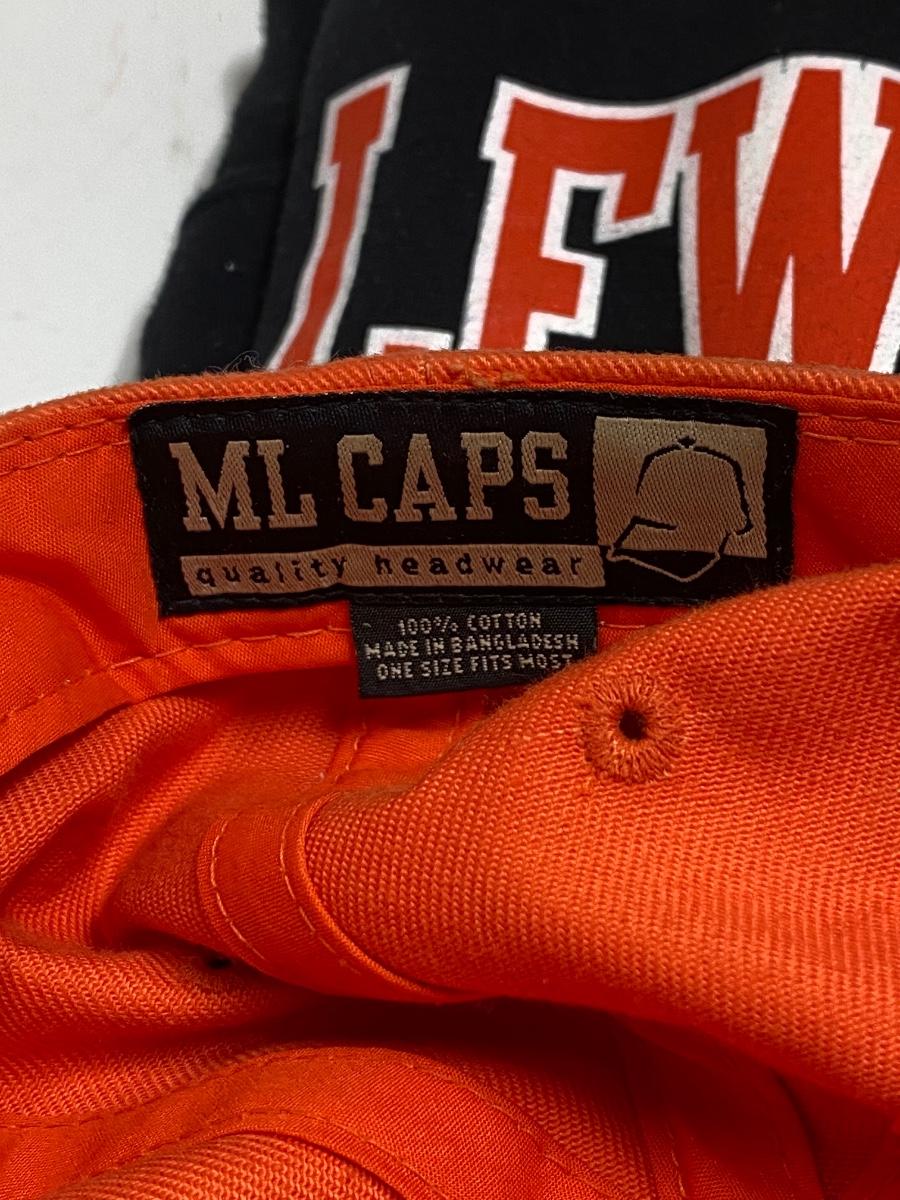 LEW
ML CAPS
quality headwear
100% COTTON
MADE IN BANGLADESH
ONE SIZE FITS MOST